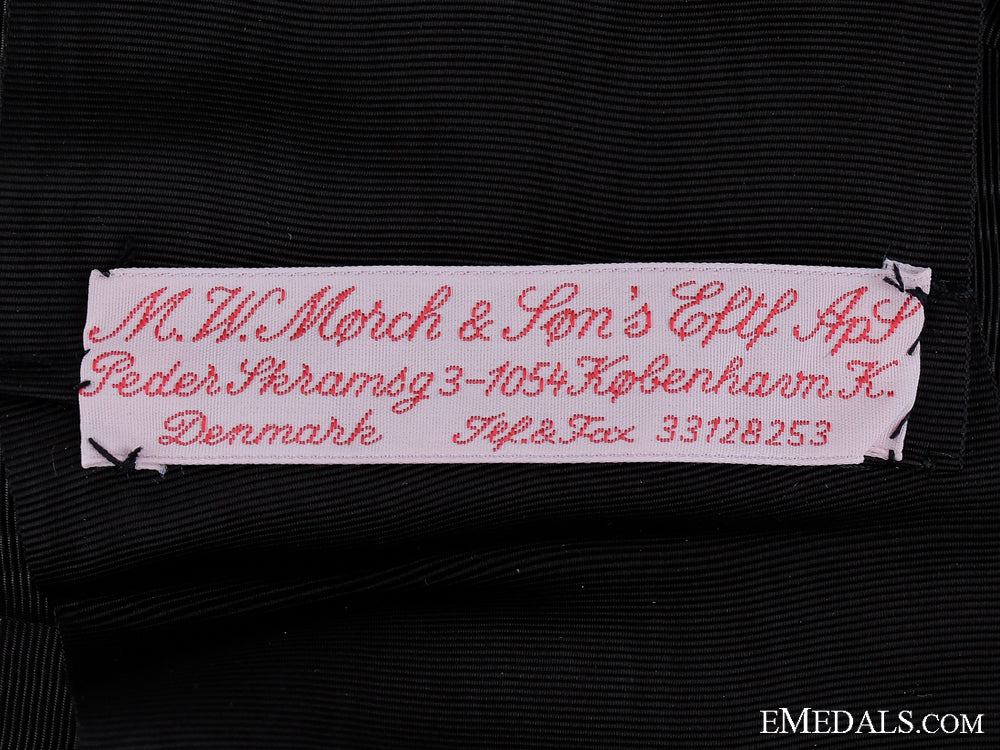 M. W. Mørch & Søn's Eftf ApS
Peder Skramsg 3-1054 København K.
Denmark Tlf. & Fax 33128253
eMedals.com